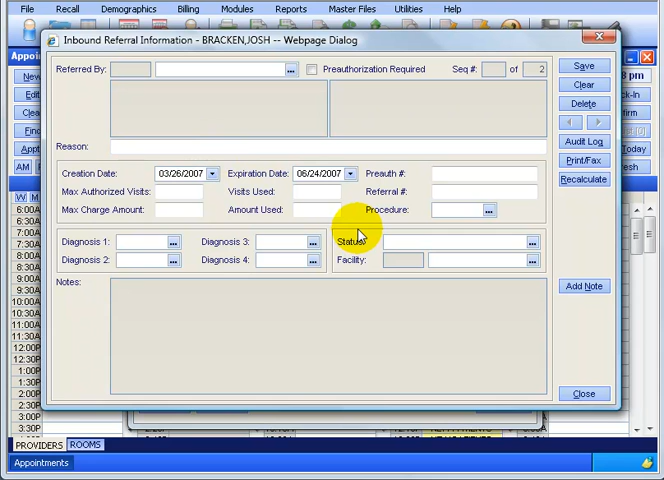 File Recall Demographics Billing Modules Reports Master Files Utilities Help
Inbound Referral Information - BRACKEN,JOSH -- Webpage Dialog
Referred By: ... Preauthorization Required Seq #: of 2
Save
Clear
Delete
Audit Log
Print/Fax
Recalculate
Reason:
Creation Date: 03/26/2007 Expiration Date: 06/24/2007 Preauth #:
Max Authorized Visits: Visits Used: Referral #:
Max Charge Amount: Amount Used: Procedure: ...
Diagnosis 1: ... Diagnosis 3: ... Status: ...
Diagnosis 2: ... Diagnosis 4: ... Facility: ...
Notes:
Add Note
Close
Appoi
8 pm
New
Edit
Clea
Find
Appt
AM
heck-In
Today
esh
W M
6:00A
6:30A
7:00A
7:30A
8:00A
8:30A
9:00A
9:30A
10:00A
10:30A
11:00A
11:30A
12:00P
12:30P
1:00P
1:30P
2:00P
2:30P
3:00P
3:30P
PROVIDERS ROOMS
Appointments